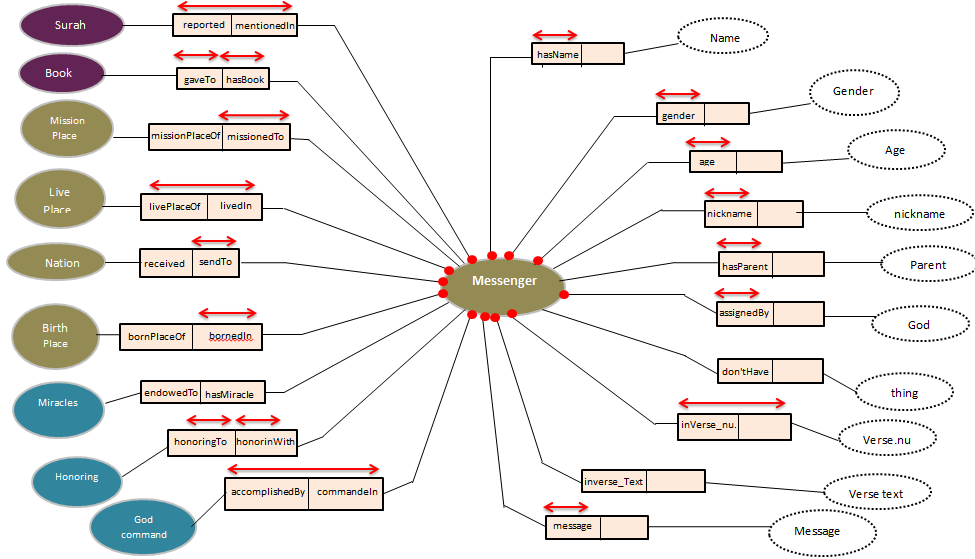 Surah
reported mentionedIn
Book
gaveTo hasBook
Mission
Place
missionPlaceOf missionedTo
Live
Place
livePlaceOf livedIn
Nation
received sendTo
Birth
Place
bornPlaceOf bornedIn
Miracles
endowedTo hasMiracle
Honoring
honoringTo honorinWith
God
command
accomplishedBy commandeIn
Messenger
hasName
Name
gender
Gender
age
Age
nickname
nickname
hasParent
Parent
assignedBy
God
don'tHave
thing
inVerse_nu.
Verse.nu
inverse_Text
Verse text
message
Message